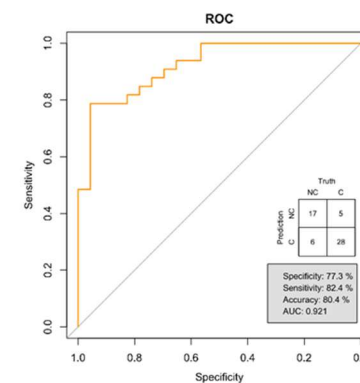 ROC
1.0
0.8
0.6
0.4
0.2
0.0
Sensitivity
1.0 0.8 0.6 0.4 0.2
Specificity
Truth
NC C
Prediction
NC 17 5
C 6 28
Specificity: 77.3 %
Sensitivity: 82.4 %
Accuracy: 80.4 %
AUC: 0.921